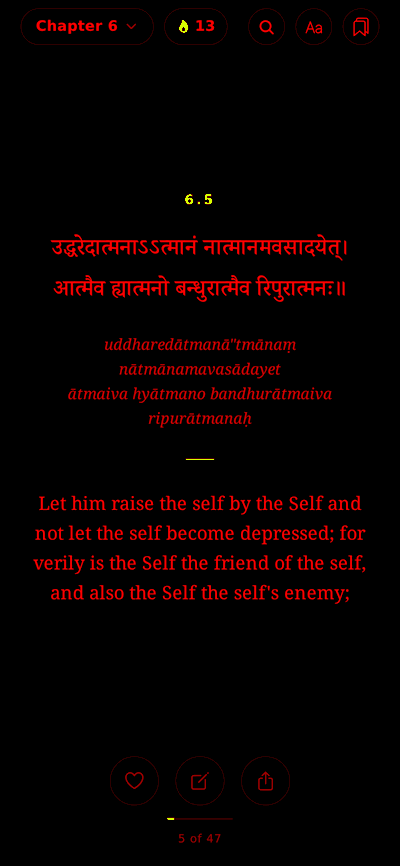 Chapter 6
13
Aa
6.5
उद्धरेदात्मनाऽऽत्मानं नात्मानमवसादयेत्।
आत्मैव ह्यात्मनो बन्धुरात्मैव रिपुरात्मनः॥
uddharedātmanā"tmānaṃ
nātmānamavasādayet
ātmaiva hyātmano bandhurātmaiva
ripurātmanaḥ
Let him raise the self by the Self and
not let the self become depressed; for
verily is the Self the friend of the self,
and also the Self the self's enemy;
5 of 47